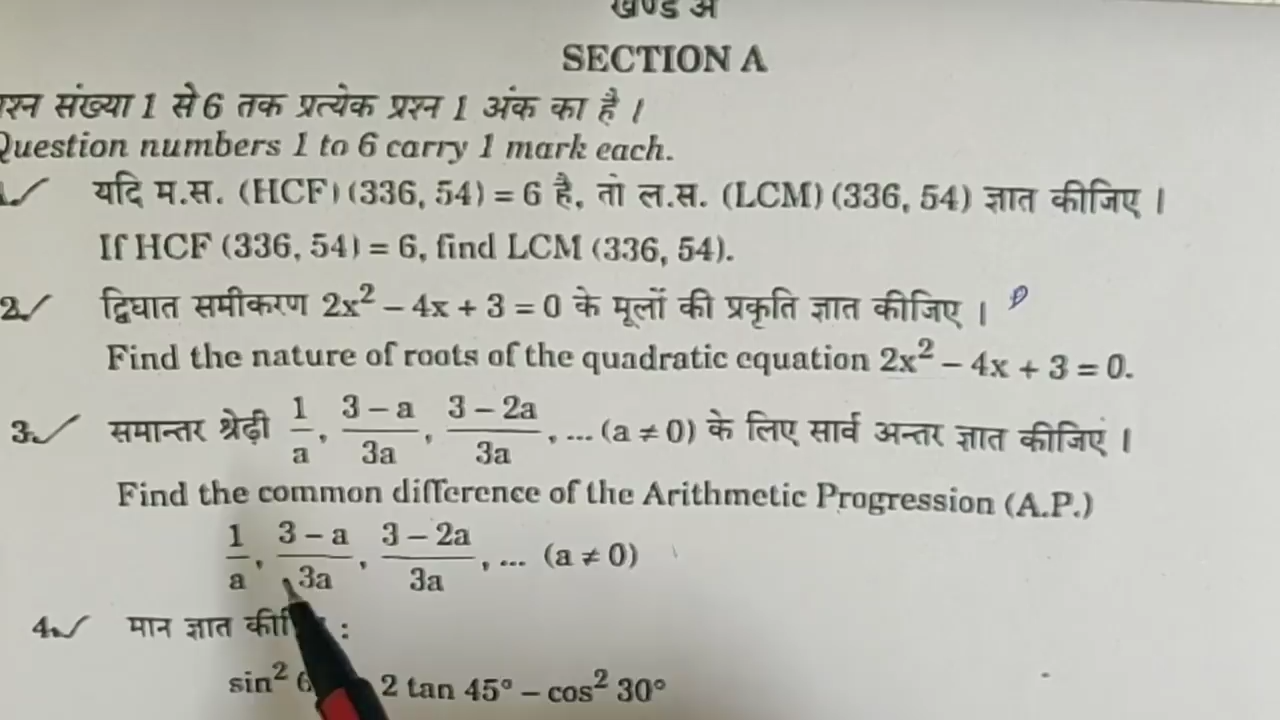 खण्ड अ
SECTION A
प्रश्न संख्या 1 से 6 तक प्रत्येक प्रश्न 1 अंक का है ।
Question numbers 1 to 6 carry 1 mark each.
1. यदि म.स. (HCF) (336, 54) = 6 है, तो ल.स. (LCM) (336, 54) ज्ञात कीजिए ।
If HCF (336, 54) = 6, find LCM (336, 54).
2. द्विघात समीकरण 2x² – 4x + 3 = 0 के मूलों की प्रकृति ज्ञात कीजिए ।
Find the nature of roots of the quadratic equation 2x² – 4x + 3 = 0.
3. समान्तर श्रेढ़ी 1/a, (3 – a)/3a, (3 – 2a)/3a, ... (a ≠ 0) के लिए सार्व अन्तर ज्ञात कीजिए ।
Find the common difference of the Arithmetic Progression (A.P.)
1/a, (3 – a)/3a, (3 – 2a)/3a, ... (a ≠ 0)
4. मान ज्ञात :
sin² 2 tan 45° – cos² 30°